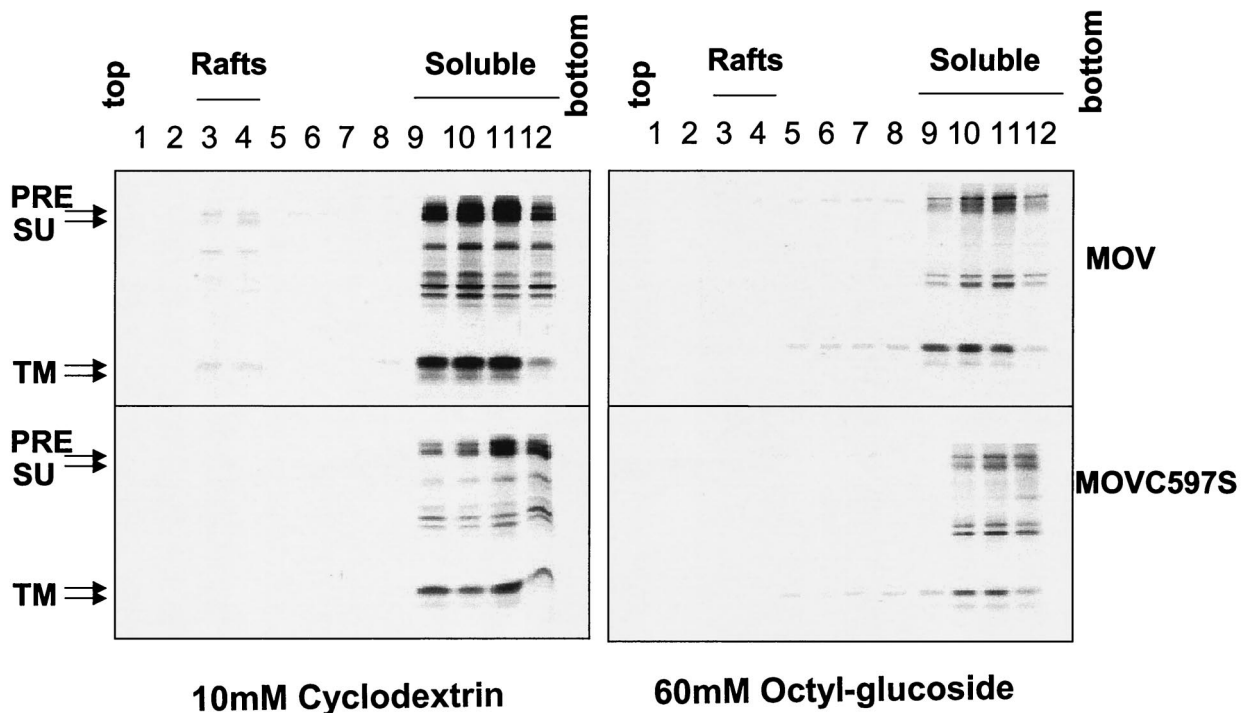 top Rafts Soluble bottom top Rafts Soluble bottom
1 2 3 4 5 6 7 8 9 10 11 12 1 2 3 4 5 6 7 8 9 10 11 12
PRE
SU
MOV
TM
PRE
SU
MOVC597S
TM
10mM Cyclodextrin 60mM Octyl-glucoside